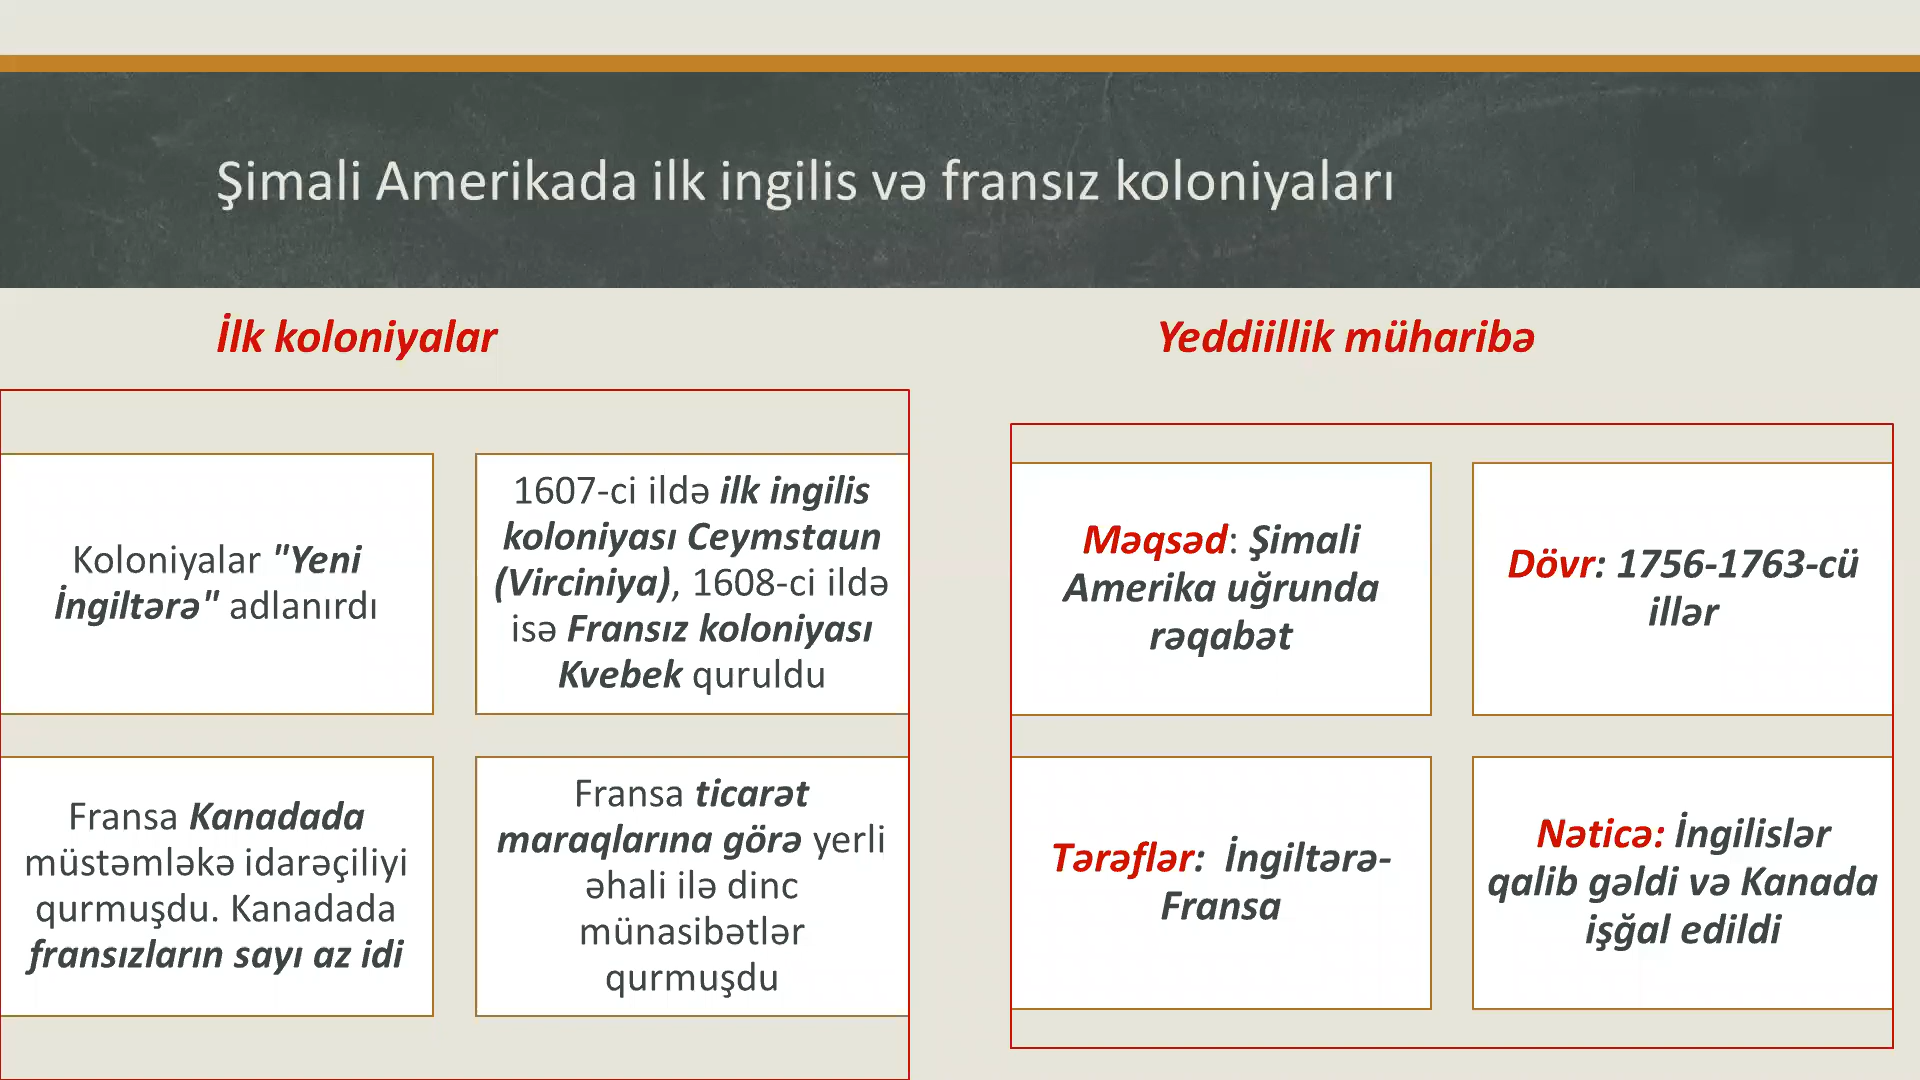 Şimali Amerikada ilk ingilis və fransız koloniyaları
İlk koloniyalar
Koloniyalar "Yeni
İngiltərə" adlanırdı
1607-ci ildə ilk ingilis
koloniyası Ceymstaun
(Virciniya), 1608-ci ildə
isə Fransız koloniyası
Kvebek quruldu
Fransa Kanadada
müstəmləkə idarəçiliyi
qurmuşdu. Kanadada
fransızların sayı az idi
Fransa ticarət
maraqlarına görə yerli
əhali ilə dinc
münasibətlər
qurmuşdu
Yeddiillik müharibə
Məqsəd: Şimali
Amerika uğrunda
rəqabət
Dövr: 1756-1763-cü
illər
Tərəflər: İngiltərə-
Fransa
Nəticə: İngilislər
qalib gəldi və Kanada
işğal edildi